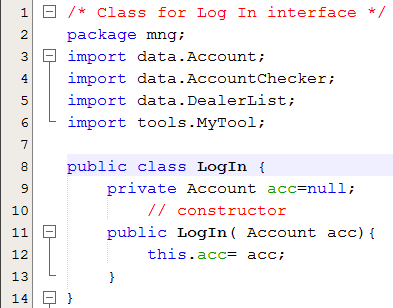 1 /* Class for Log In interface */
2 package mng;
3 import data.Account;
4 import data.AccountChecker;
5 import data.DealerList;
6 import tools.MyTool;
7
8 public class LogIn {
9     private Account acc=null;
10         // constructor
11     public LogIn( Account acc){
12         this.acc= acc;
13     }
14 }